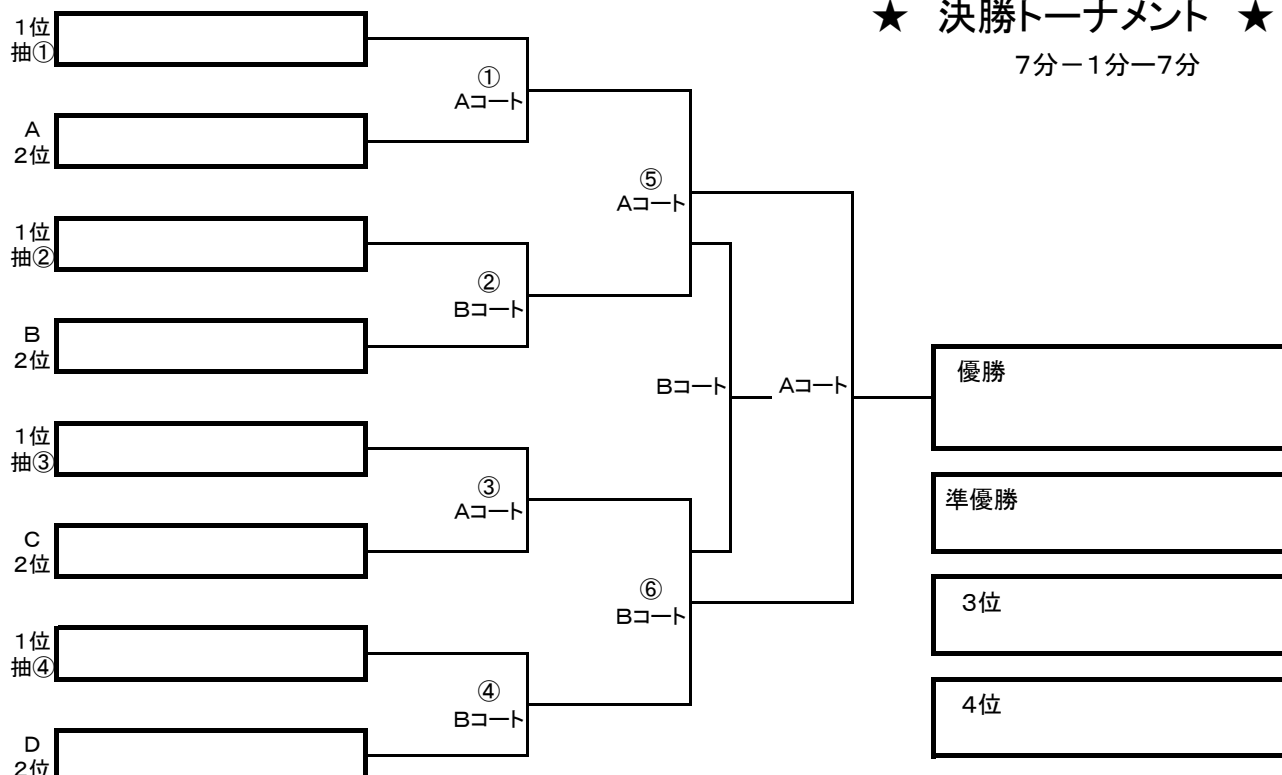 ★ 決勝トーナメント ★
7分－1分ー7分
1位
抽①
①
Aコート
A
2位
⑤
Aコート
1位
抽②
②
Bコート
B
2位
Bコート
Aコート
優勝
1位
抽③
③
Aコート
準優勝
C
2位
⑥
Bコート
3位
1位
抽④
④
Bコート
4位
D
2位